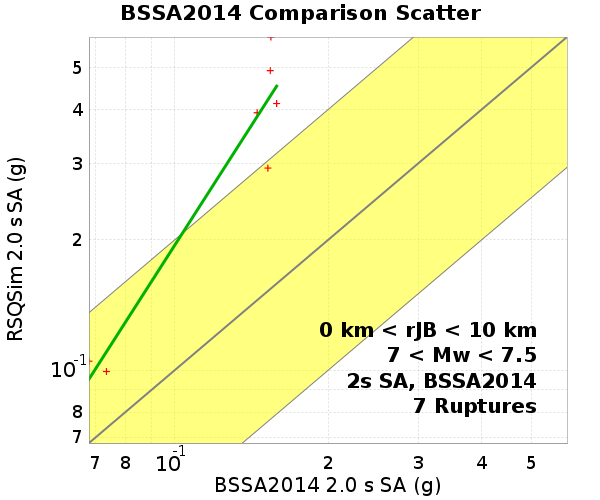 BSSA2014 Comparison Scatter
RSQSim 2.0 s SA (g)
5
4
3
2
10-1
8
7
0 km < rJB < 10 km
7 < Mw < 7.5
2s SA, BSSA2014
7 Ruptures
7 8 10-1 2 3 4 5
BSSA2014 2.0 s SA (g)